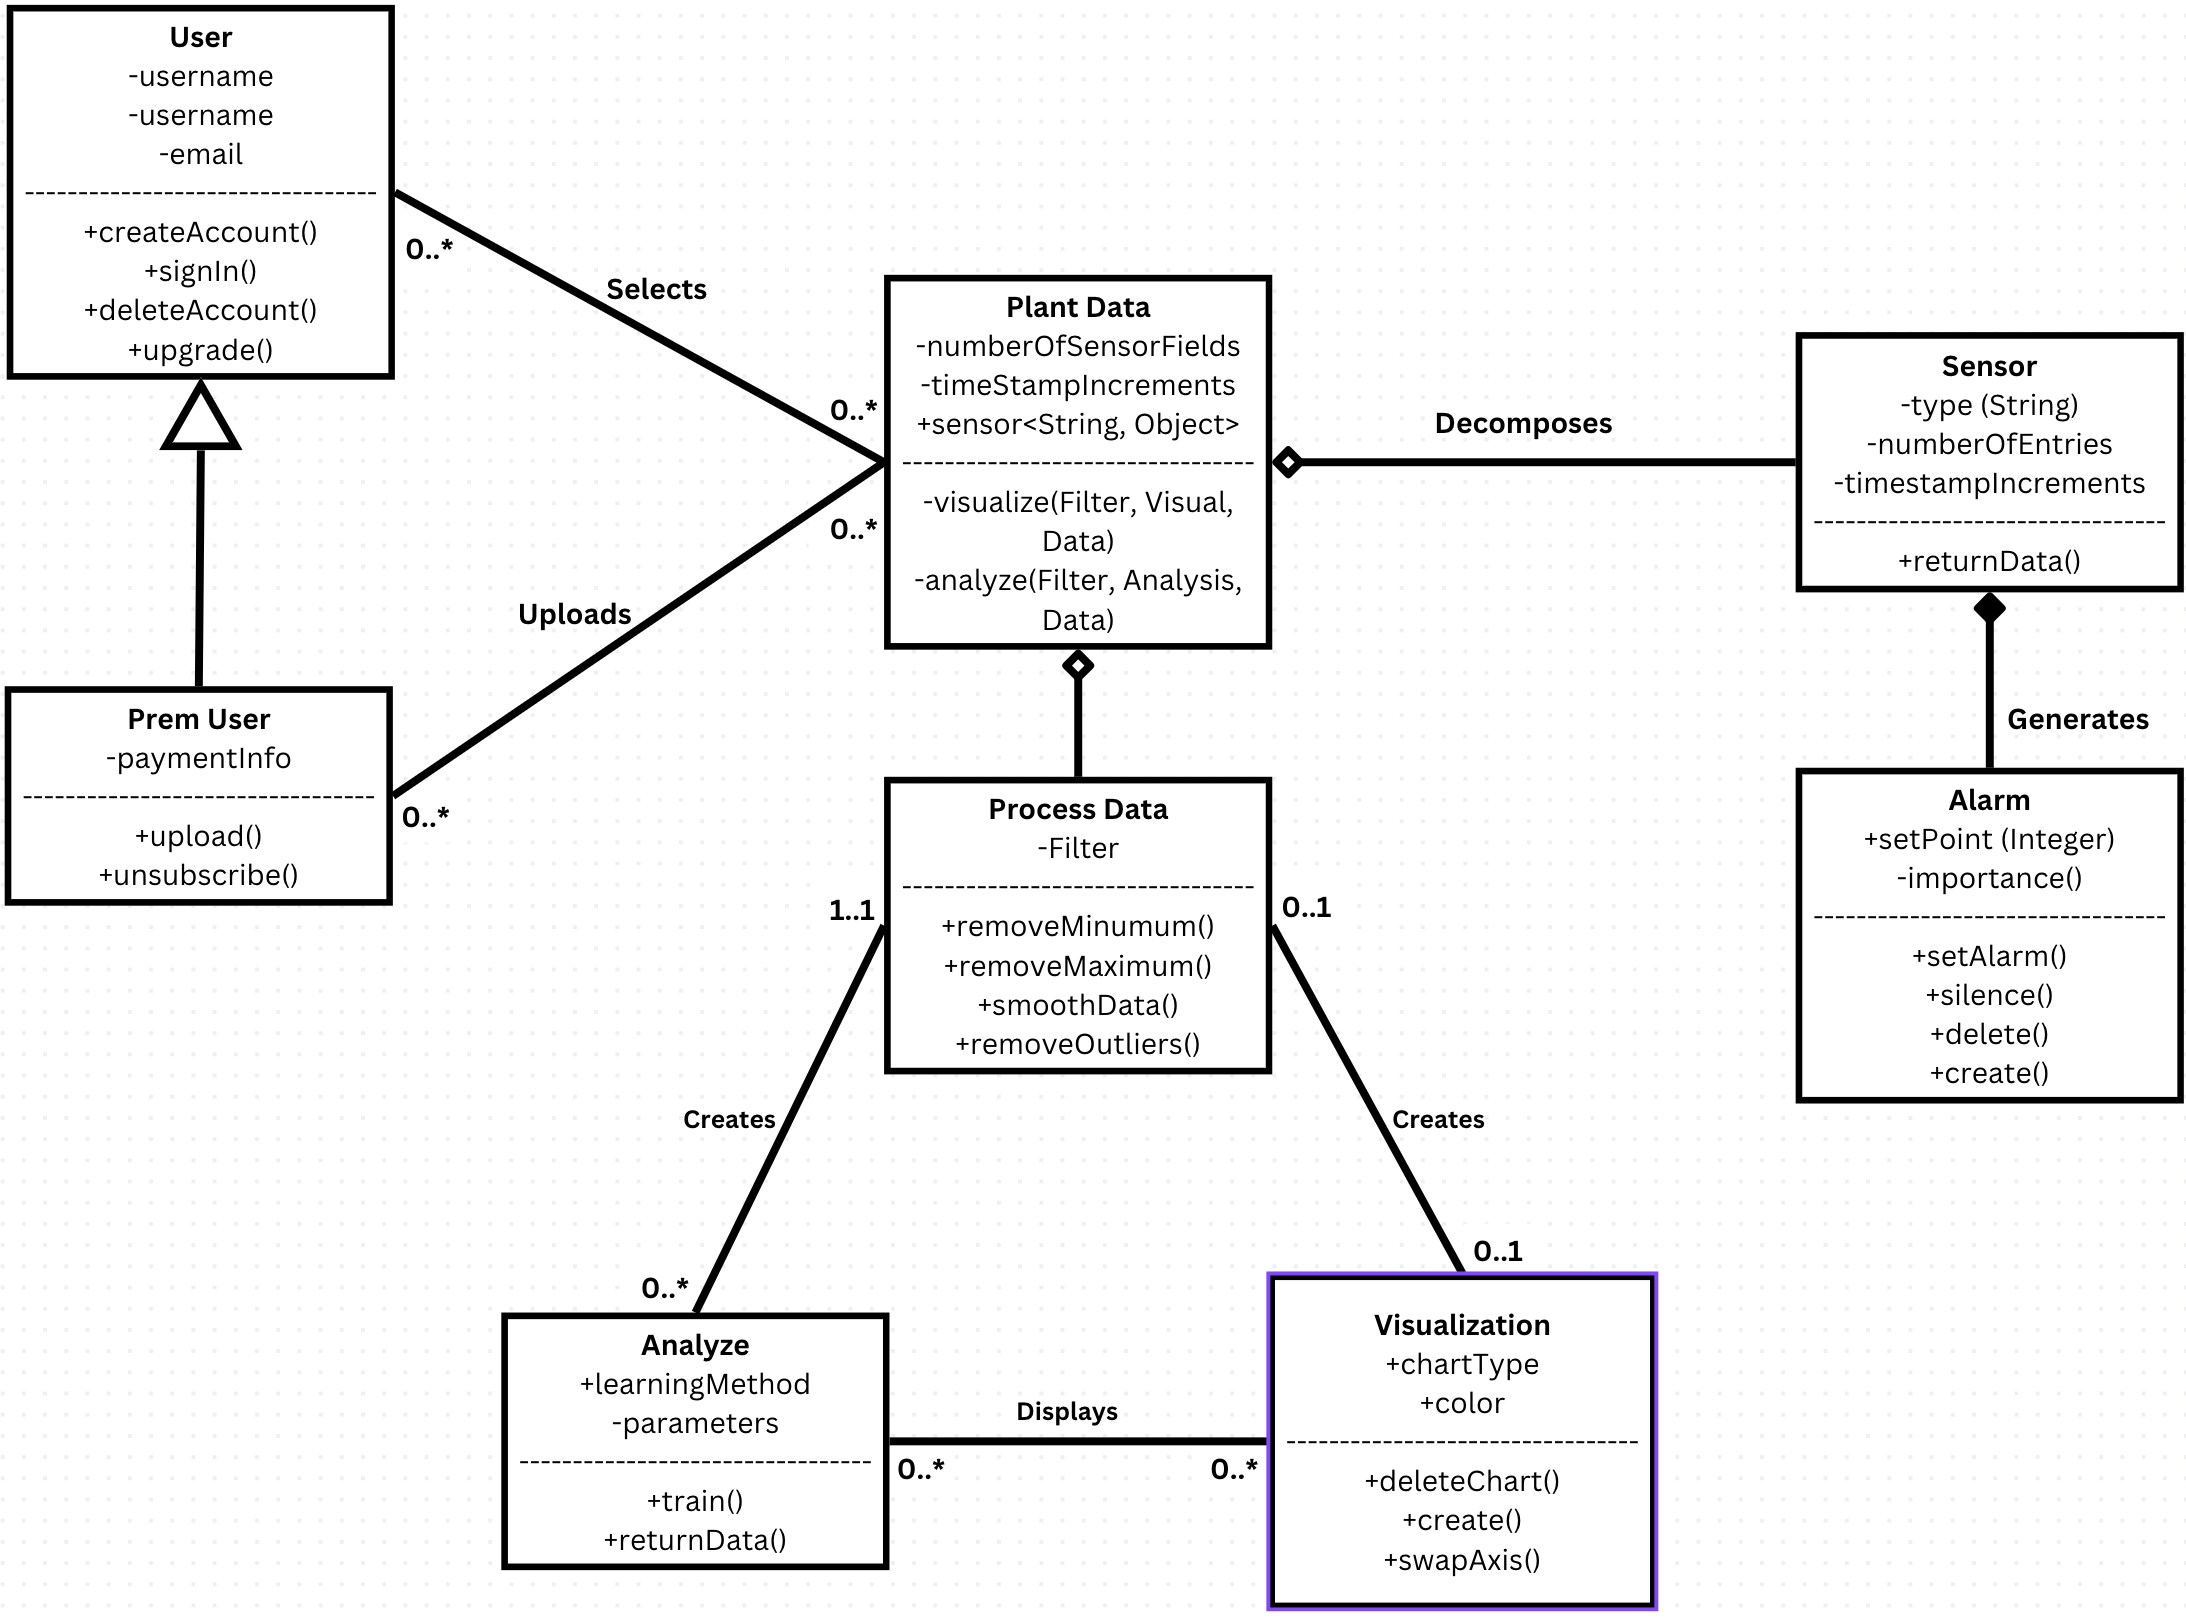 User
-username
-username
-email
+createAccount()
+signIn()
+deleteAccount()
+upgrade()
0..*
Selects
0..*
Plant Data
-numberOfSensorFields
-timeStampIncrements
+sensor<String, Object>
-visualize(Filter, Visual,
Data)
-analyze(Filter, Analysis,
Data)
Decomposes
Sensor
-type (String)
-numberOfEntries
-timestampIncrements
+returnData()
0..*
Uploads
0..*
Prem User
-paymentInfo
+upload()
+unsubscribe()
Generates
Alarm
+setPoint (Integer)
-importance()
+setAlarm()
+silence()
+delete()
+create()
Process Data
-Filter
+removeMinumum()
+removeMaximum()
+smoothData()
+removeOutliers()
1..1
0..1
Creates
Creates
0..*
0..1
Analyze
+learningMethod
-parameters
+train()
+returnData()
Displays
0..*
0..*
Visualization
+chartType
+color
+deleteChart()
+create()
+swapAxis()